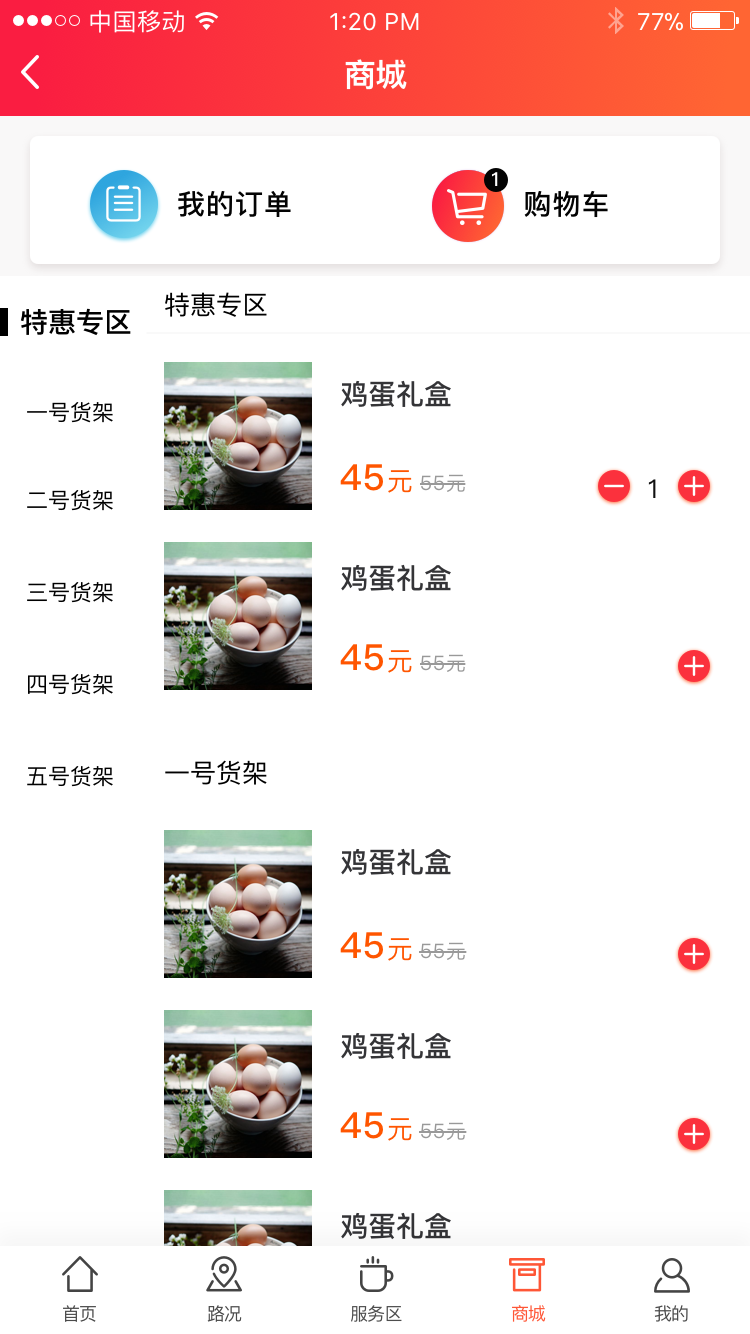 中国移动 1:20 PM 77%
商城
我的订单 购物车 1
特惠专区
一号货架
二号货架
三号货架
四号货架
五号货架
特惠专区
鸡蛋礼盒
45元 55元 1
鸡蛋礼盒
45元 55元
一号货架
鸡蛋礼盒
45元 55元
鸡蛋礼盒
45元 55元
鸡蛋礼盒
首页 路况 服务区 商城 我的